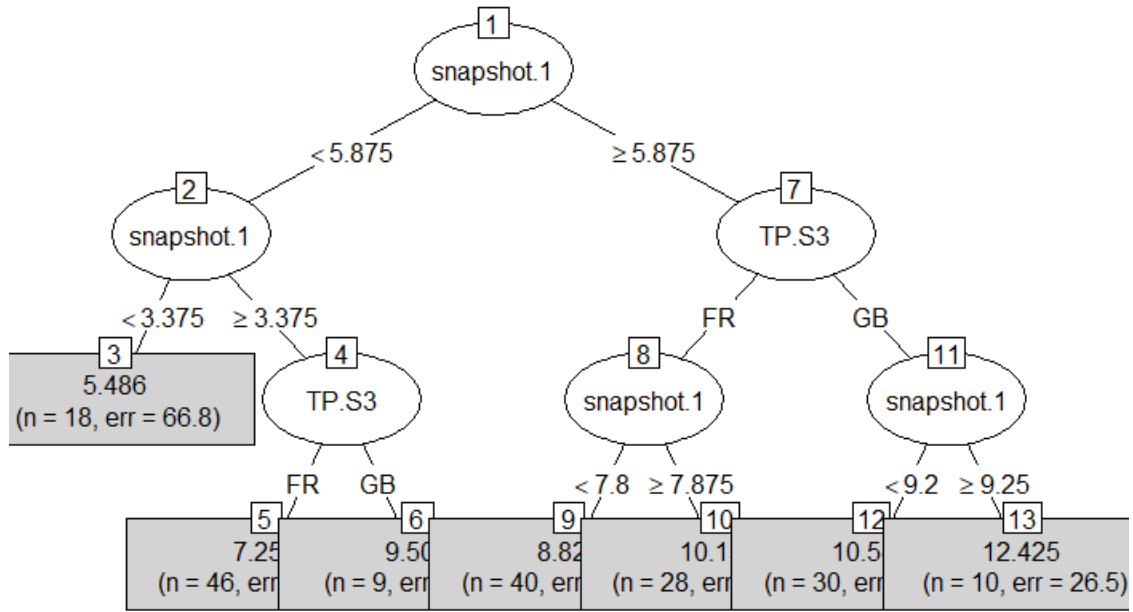 1
snapshot.1
< 5.875
≥ 5.875
2
snapshot.1
7
TP.S3
< 3.375
≥ 3.375
FR
GB
3
5.486
(n = 18, err = 66.8)
4
TP.S3
8
snapshot.1
11
snapshot.1
FR
GB
< 7.8
≥ 7.875
< 9.2
≥ 9.25
5
7.25
(n = 46, err
6
9.50
(n = 9, err
9
8.82
(n = 40, err
10
10.1
(n = 28, err
12
10.5
(n = 30, err
13
12.425
(n = 10, err = 26.5)